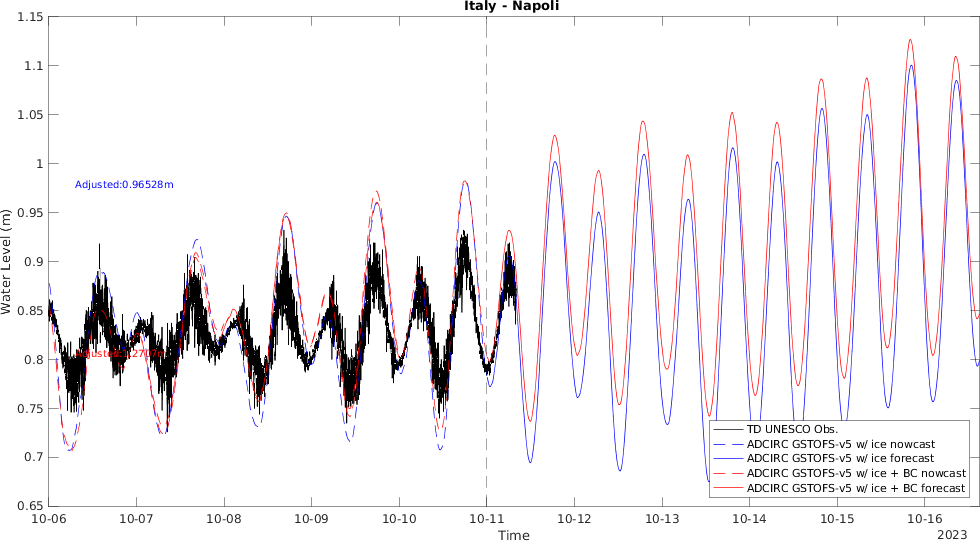 Italy - Napoli
1.15
1.1
1.05
1
0.95
0.9
0.85
0.8
0.75
0.7
0.65
Water Level (m)
Adjusted:0.96528m
TD UNESCO Obs.
ADCIRC GSTOFS-v5 w/ ice nowcast
ADCIRC GSTOFS-v5 w/ ice forecast
ADCIRC GSTOFS-v5 w/ ice + BC nowcast
ADCIRC GSTOFS-v5 w/ ice + BC forecast
10-06 10-07 10-08 10-09 10-10 10-11 10-12 10-13 10-14 10-15 10-16
Time
2023